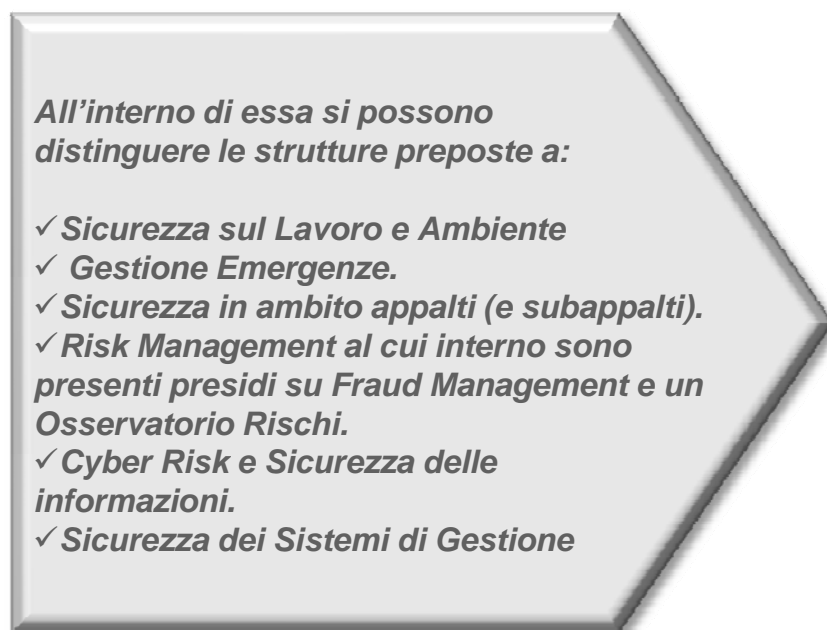 All’interno di essa si possono
distinguere le strutture preposte a:
✓Sicurezza sul Lavoro e Ambiente
✓ Gestione Emergenze.
✓Sicurezza in ambito appalti (e subappalti).
✓Risk Management al cui interno sono
presenti presidi su Fraud Management e un
Osservatorio Rischi.
✓Cyber Risk e Sicurezza delle
informazioni.
✓Sicurezza dei Sistemi di Gestione